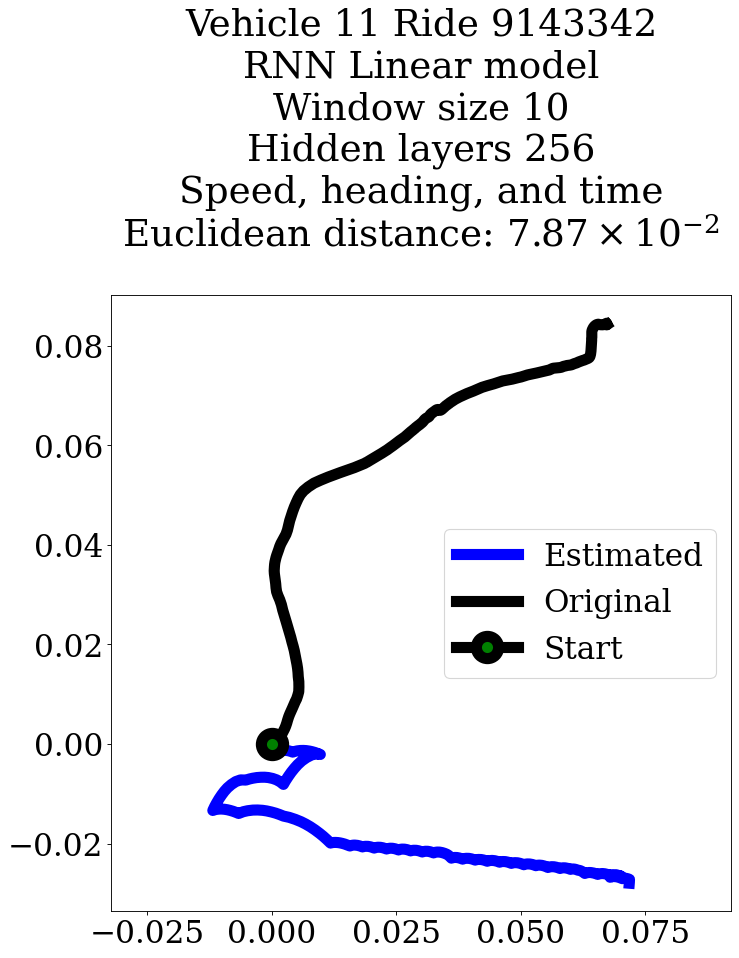 Vehicle 11 Ride 9143342
RNN Linear model
Window size 10
Hidden layers 256
Speed, heading, and time
Euclidean distance: 7.87 × 10⁻²
0.08
0.06
0.04
0.02
0.00
−0.02
Estimated
Original
Start
−0.025 0.000 0.025 0.050 0.075